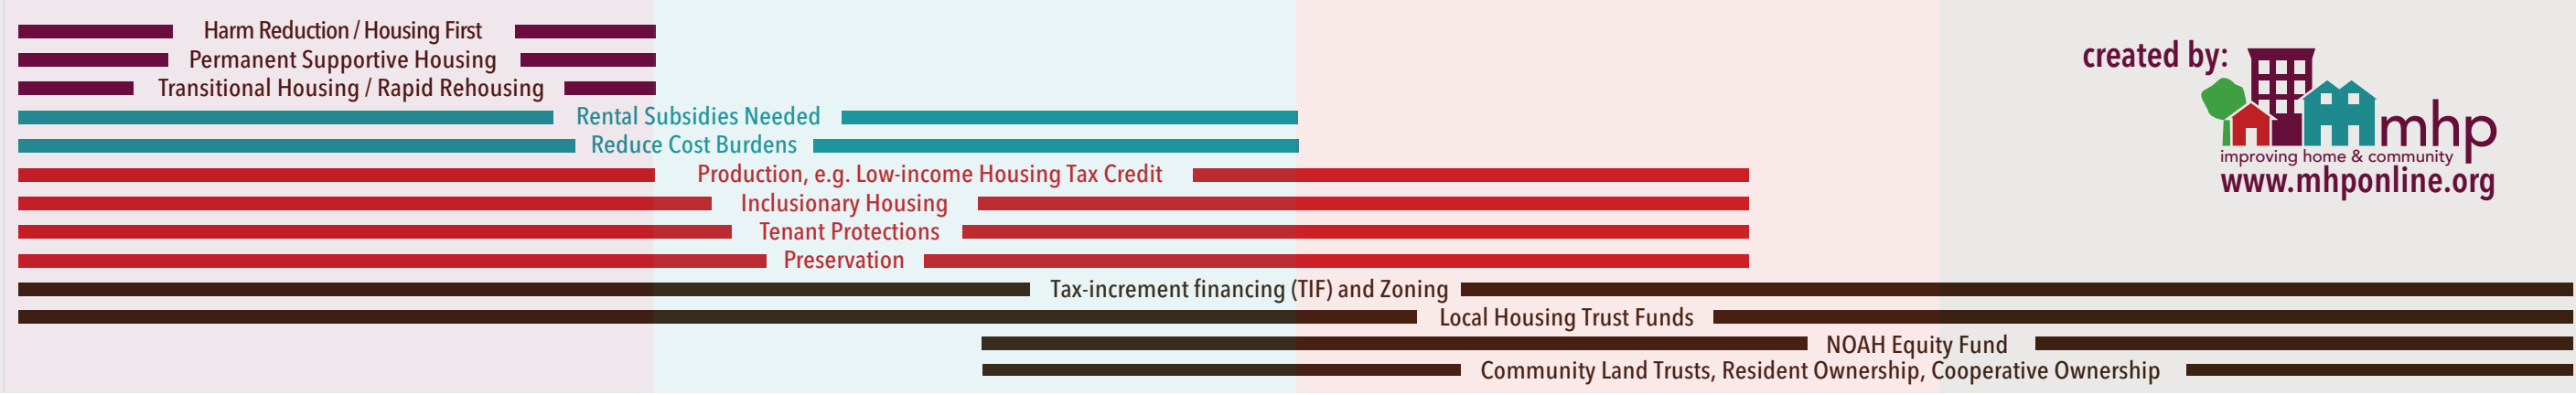 Harm Reduction / Housing First
Permanent Supportive Housing
Transitional Housing / Rapid Rehousing
Rental Subsidies Needed
Reduce Cost Burdens
Production, e.g. Low-income Housing Tax Credit
Inclusionary Housing
Tenant Protections
Preservation
Tax-increment financing (TIF) and Zoning
Local Housing Trust Funds
NOAH Equity Fund
Community Land Trusts, Resident Ownership, Cooperative Ownership
created by:
mhp
improving home & community
www.mhponline.org